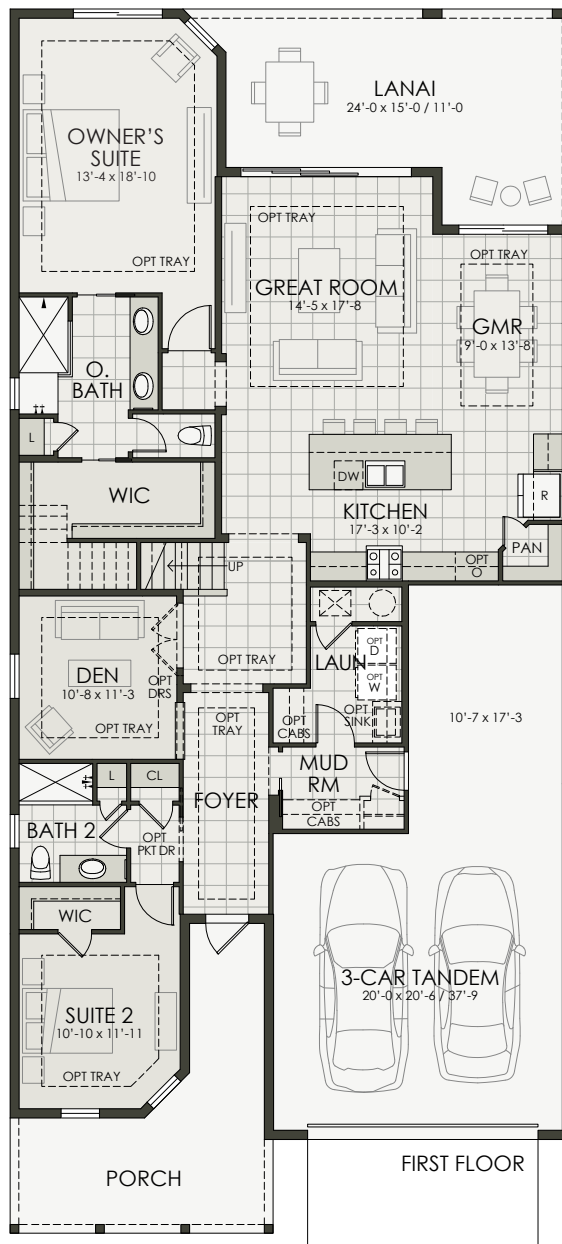 LANAI
24'-0 x 15'-0 / 11'-0
OWNER'S
SUITE
13'-4 x 18'-10
OPT TRAY
OPT TRAY
GREAT ROOM
14'-5 x 17'-8
OPT TRAY
GMR
9'-0 x 13'-8
O.
BATH
L
WIC
DW
KITCHEN
17'-3 x 10'-2
R
PAN
OPT
O
UP
OPT TRAY
DEN
10'-8 x 11'-3
OPT TRAY
OPT
DRS
LAUN
OPT
D
OPT
W
OPT
SINK
OPT
CABS
10'-7 x 17'-3
OPT
TRAY
FOYER
MUD
RM
OPT
CABS
L
CL
BATH 2
OPT
PKT DR
WIC
SUITE 2
10'-10 x 11'-11
OPT TRAY
3-CAR TANDEM
20'-0 x 20'-6 / 37'-9
PORCH
FIRST FLOOR